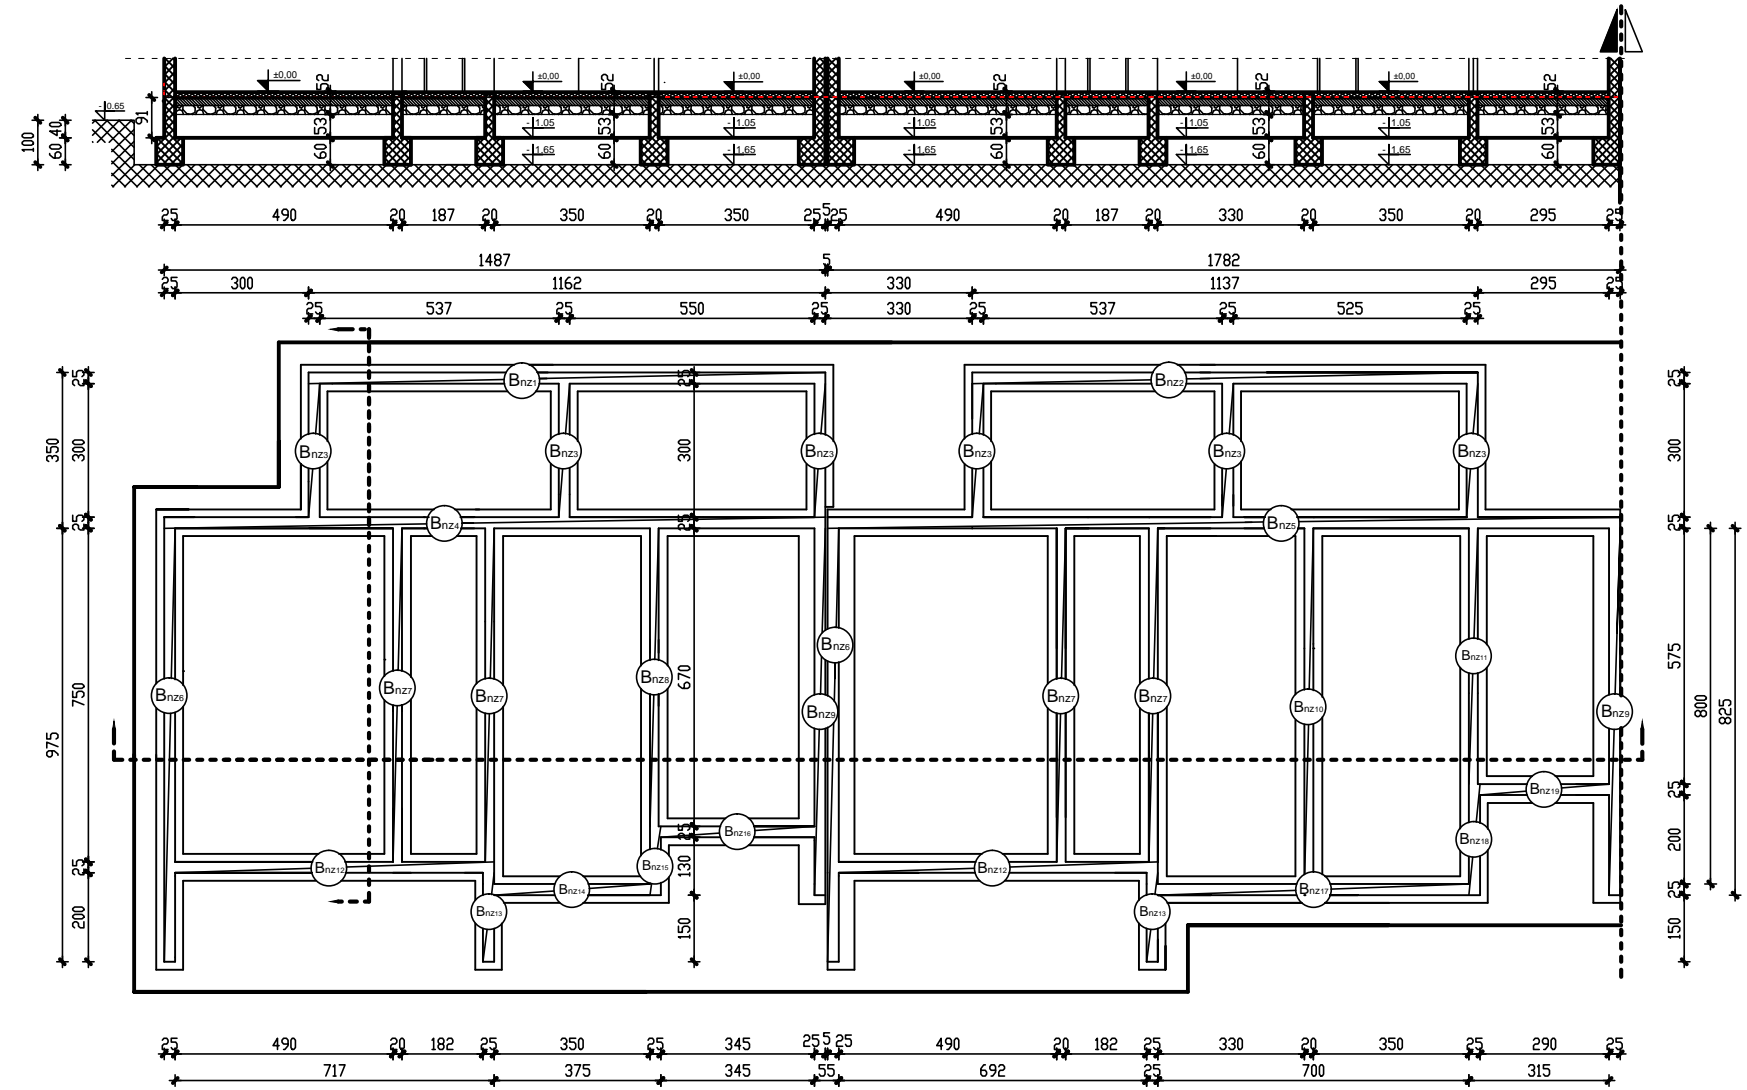 ±0,00 52 ±0,00 52 ±0,00 ±0,00 52 ±0,00 52 ±0,00 52
-0.65 91
100 40 60
53 -1.05 53 -1.05 -1.05 53 -1.05 53 -1.05 53
60 -1.65 60 -1.65 -1.65 60 -1.65 60 -1.65 60
25 490 20 187 20 350 20 350 25 5 25 490 20 187 20 330 20 350 20 295 25
1487 5 1782
25 300 1162 330 1137 295 25
25 537 25 550 25 330 25 537 25 525 25
25 Bnz1 25 Bnz2 25
350 300 Bnz3 Bnz3 300 Bnz3 Bnz3 Bnz3 Bnz3 300
25 Bnz4 25 Bnz5 25
Bnz6 Bnz11 575
975 750 Bnz6 Bnz7 Bnz7 Bnz8 670 Bnz9 Bnz7 Bnz7 Bnz10 Bnz9 800 825
Bnz19 25
25 Bnz16 Bnz18 200
25 Bnz12 Bnz15 130 Bnz12
Bnz14 Bnz17 25
200 Bnz13 150 Bnz13 150
25 490 20 182 25 350 25 345 25 5 25 490 20 182 25 330 20 350 25 290 25
717 375 345 55 692 25 700 315